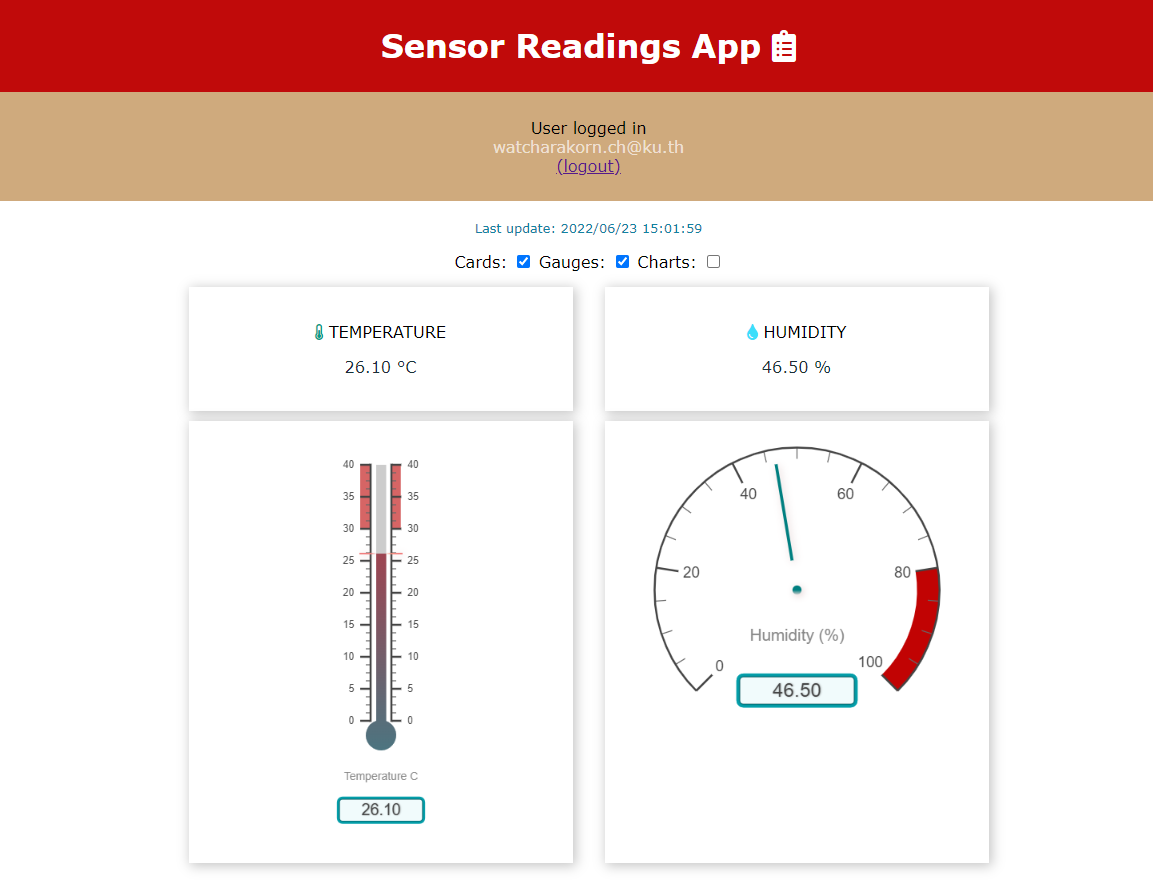 Sensor Readings App
User logged in
watcharakorn.ch@ku.th
(logout)
Last update: 2022/06/23 15:01:59
Cards: Gauges: Charts:
TEMPERATURE
26.10 °C
HUMIDITY
46.50 %
40 40
35 35
30 30
25 25
20 20
15 15
10 10
5 5
0 0
Temperature C
26.10
40 60
20 80
Humidity (%)
0 100
46.50